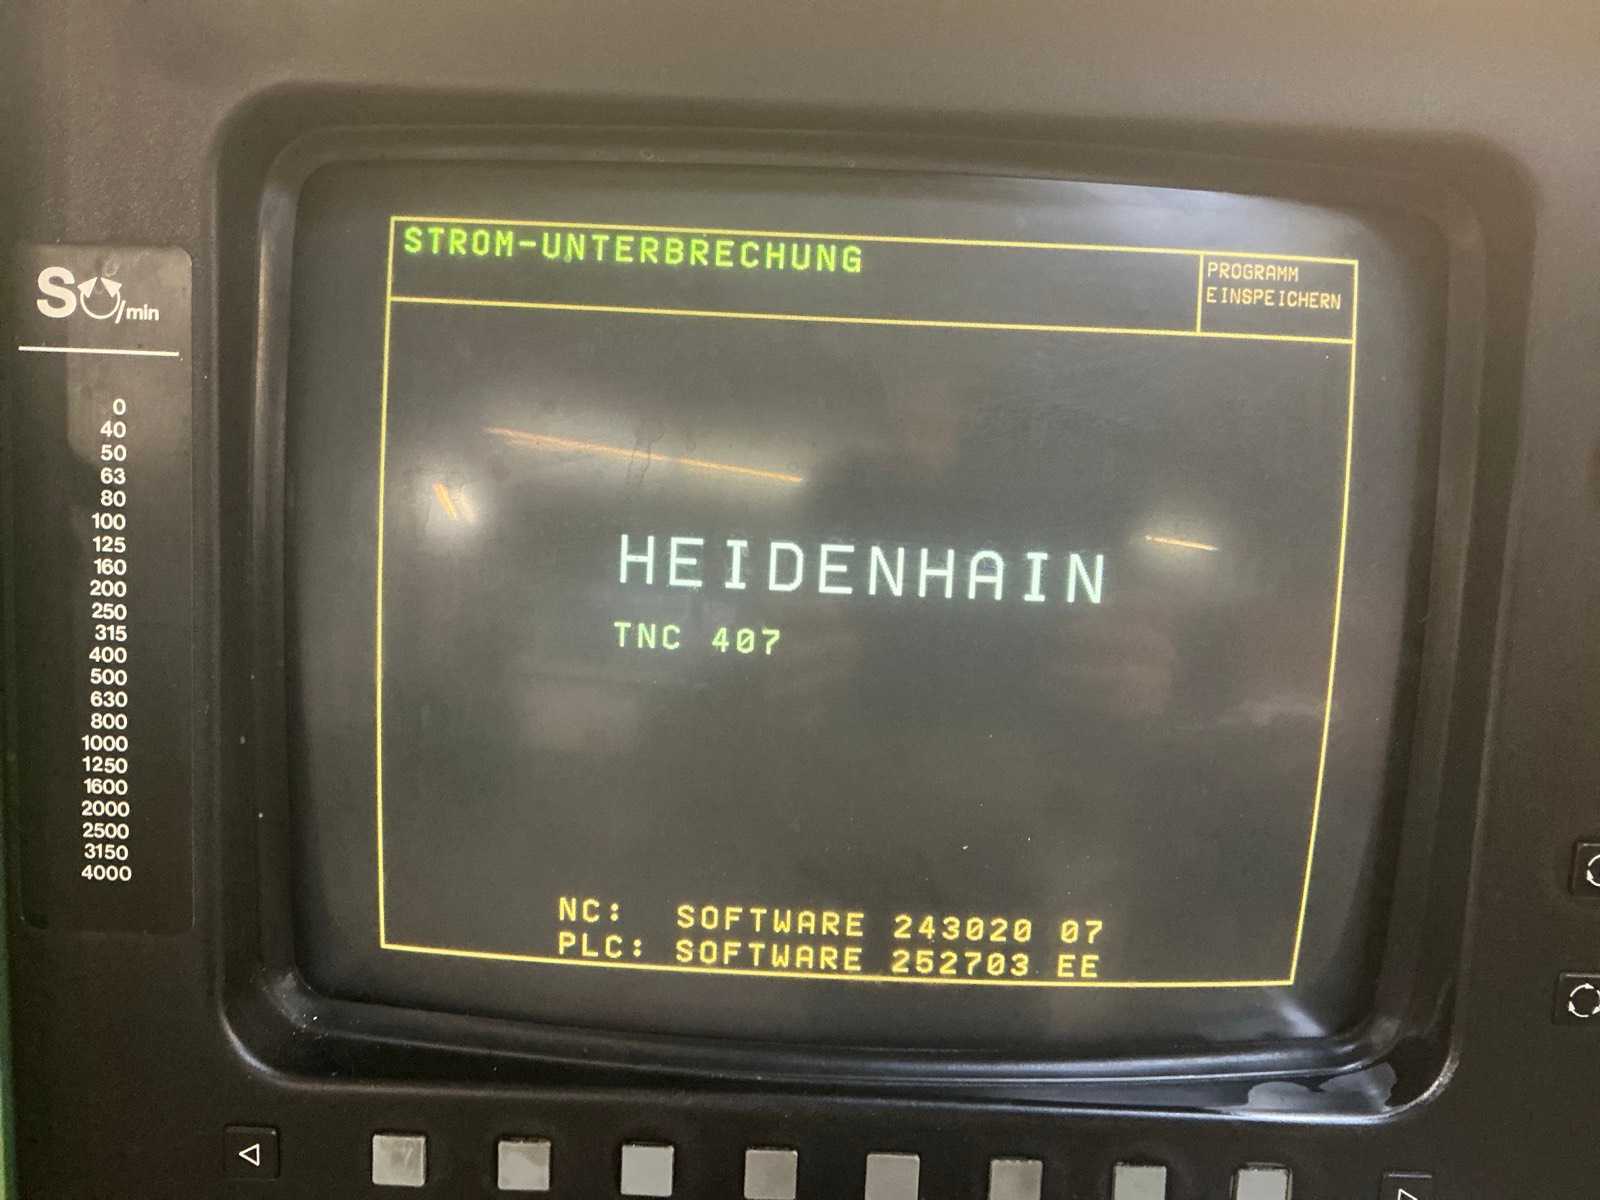 STROM-UNTERBRECHUNG
PROGRAMM
EINSPEICHERN
S /min
0
40
50
63
80
100
125
160
200
250
315
400
500
630
800
1000
1250
1600
2000
2500
3150
4000
HEIDENHAIN
TNC 407
NC: SOFTWARE 243020 07
PLC: SOFTWARE 252703 EE